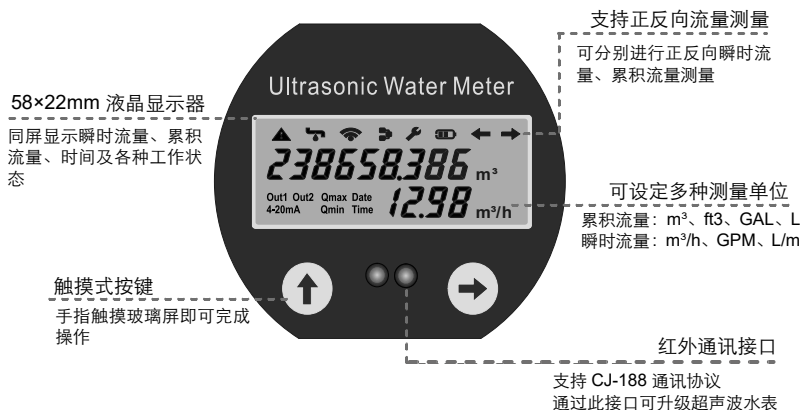 支持正反向流量测量
可分别进行正反向瞬时流
量、累积流量测量
Ultrasonic Water Meter
58×22mm 液晶显示器
同屏显示瞬时流量、累积
流量、时间及各种工作状
态
238658.386 m³
Out1 Out2 Qmax Date
4-20mA Qmin Time
12.98 m³/h
可设定多种测量单位
累积流量：m³、ft3、GAL、L
瞬时流量：m³/h、GPM、L/m
触摸式按键
手指触摸玻璃屏即可完成
操作
红外通讯接口
支持 CJ-188 通讯协议
通过此接口可升级超声波水表